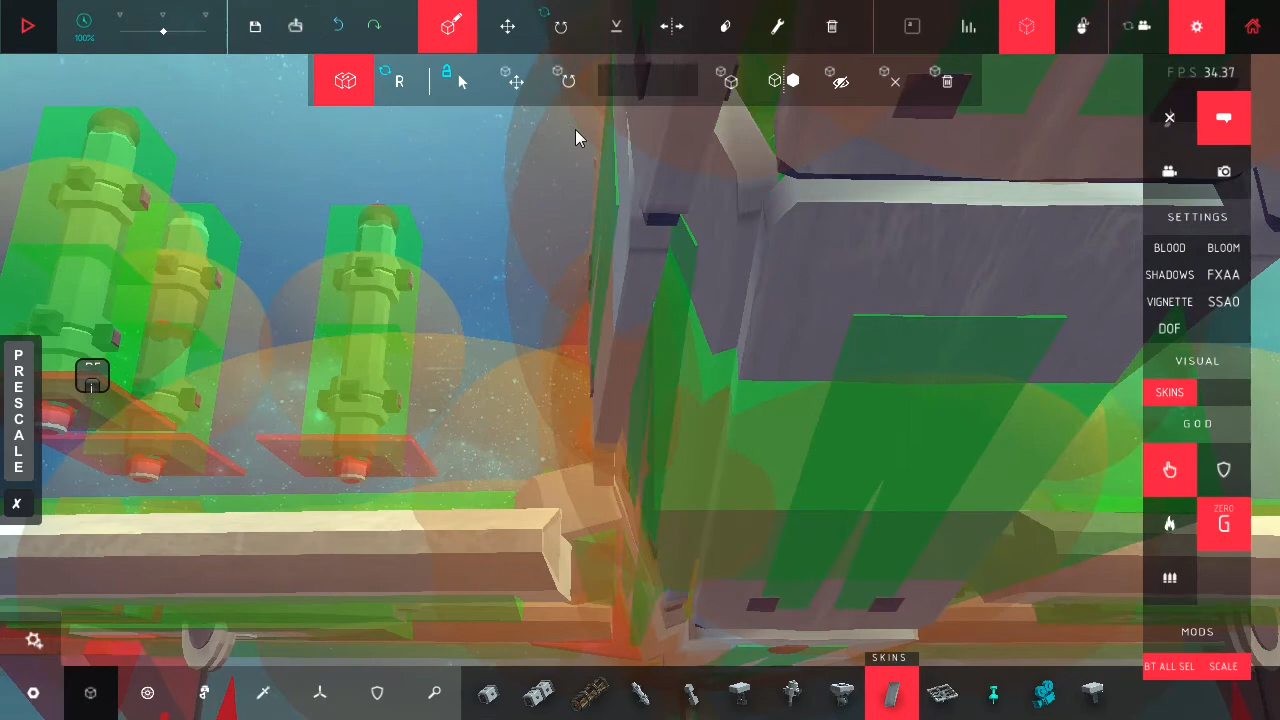 100%
R
FPS 34.37
SETTINGS
BLOOD BLOOM
SHADOWS FXAA
VIGNETTE SSAO
DOF
VISUAL
SKINS
GOD
ZERO
G
MODS
BT ALL SEL SCALE
PRESCALE
✗
SKINS